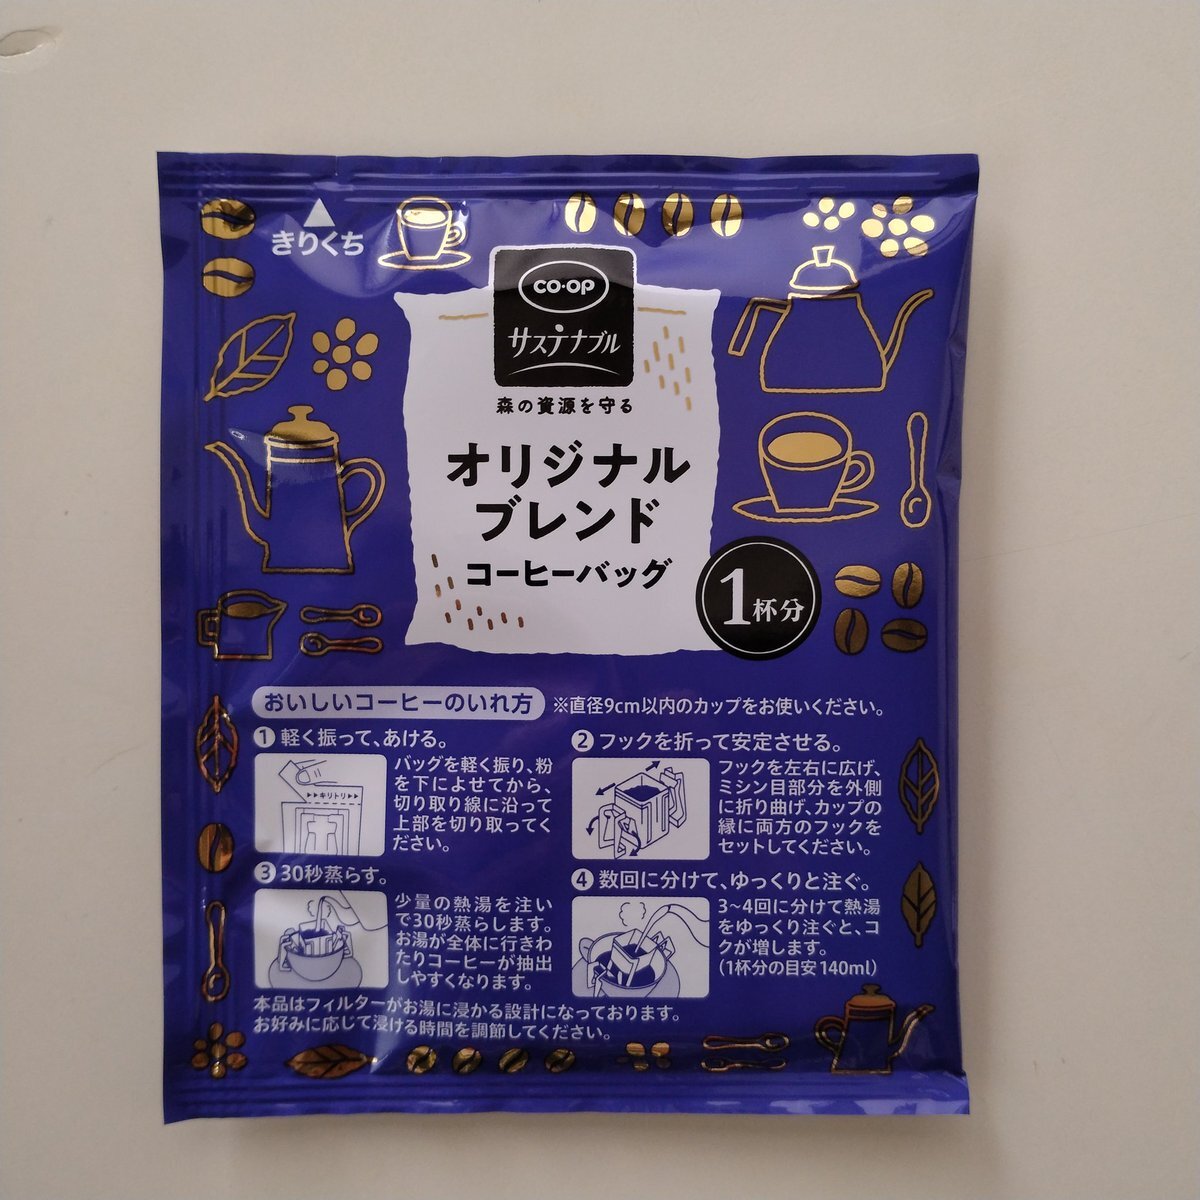 きりくち
CO・OP
サステナブル
森の資源を守る
オリジナル
ブレンド
コーヒーバッグ
1杯分
おいしいコーヒーのいれ方 ※直径9cm以内のカップをお使いください。
1 軽く振って、あける。
キリトリ
バッグを軽く振り、粉
を下によせてから、
切り取り線に沿って
上部を切り取ってく
ださい。
2 フックを折って安定させる。
フックを左右に広げ、
ミシン目部分を外側
に折り曲げ、カップの
縁に両方のフックを
セットしてください。
3 30秒蒸らす。
少量の熱湯を注い
で30秒蒸らします。
お湯が全体に行きわ
たりコーヒーが抽出
しやすくなります。
4 数回に分けて、ゆっくりと注ぐ。
3~4回に分けて熱湯
をゆっくり注ぐと、コ
クが増します。
(1杯分の目安140ml)
本品はフィルターがお湯に浸かる設計になっております。
お好みに応じて浸ける時間を調節してください。